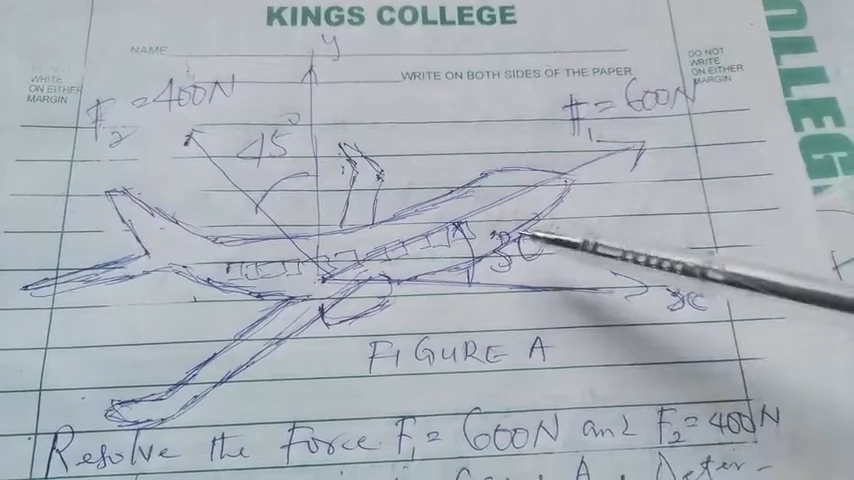 KINGS COLLEGE
NAME
DO NOT
WRITE
ON EITHER
MARGIN
WRITE
ON EITHER
MARGIN
WRITE ON BOTH SIDES OF THE PAPER
y
F₂ = 400N
F₁ = 600N
45°
30
x
FIGURE A
Resolve the Force F₁ = 600N and F₂ = 400N